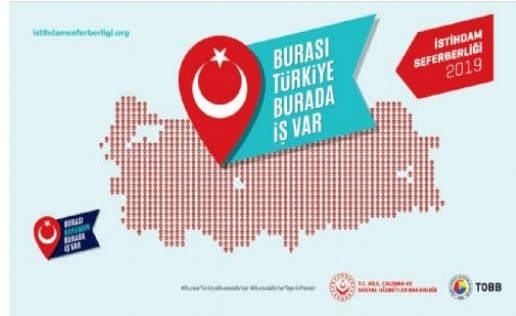 istihdamseferberligi.org
BURASI
TÜRKİYE
BURADA
İŞ VAR
İSTİHDAM
SEFERBERLİĞİ
2019
BURASI
KARAMAN
BURADA
İŞ VAR
T.C. AİLE, ÇALIŞMA VE
SOSYAL HİZMETLER BAKANLIĞI
TOBB